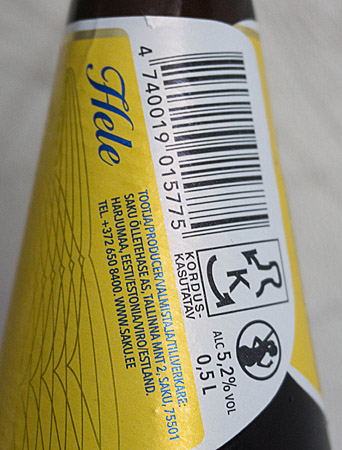 Hele
4 740019 015775
TOOTJA/PRODUCER/VALMISTAJA/TILLVERKARE:
SAKU ÕLLETEHASE AS, TALLINNA MNT 2, SAKU, 75501
HARJUMAA, EESTI/ESTONIA/VIRO/ESTLAND.
TEL. +372 650 8400. WWW.SAKU.EE
KORDUS-
KASUTATAV
K
ALC 5,2% VOL
0,5 L